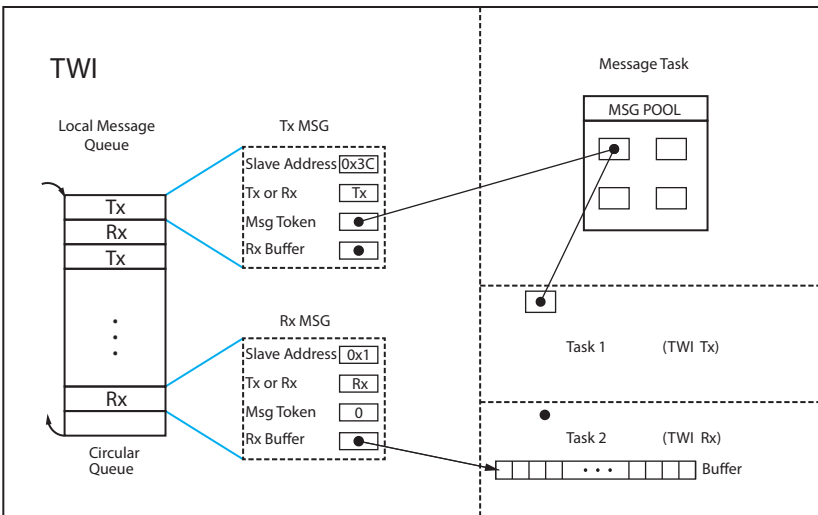 TWI
Local Message
Queue
Tx
Rx
Tx
Rx
Circular
Queue
Tx MSG
Slave Address 0x3C
Tx or Rx Tx
Msg Token
Rx Buffer
Rx MSG
Slave Address 0x1
Tx or Rx Rx
Msg Token 0
Rx Buffer
Message Task
MSG POOL
Task 1 (TWI Tx)
Task 2 (TWI Rx)
Buffer